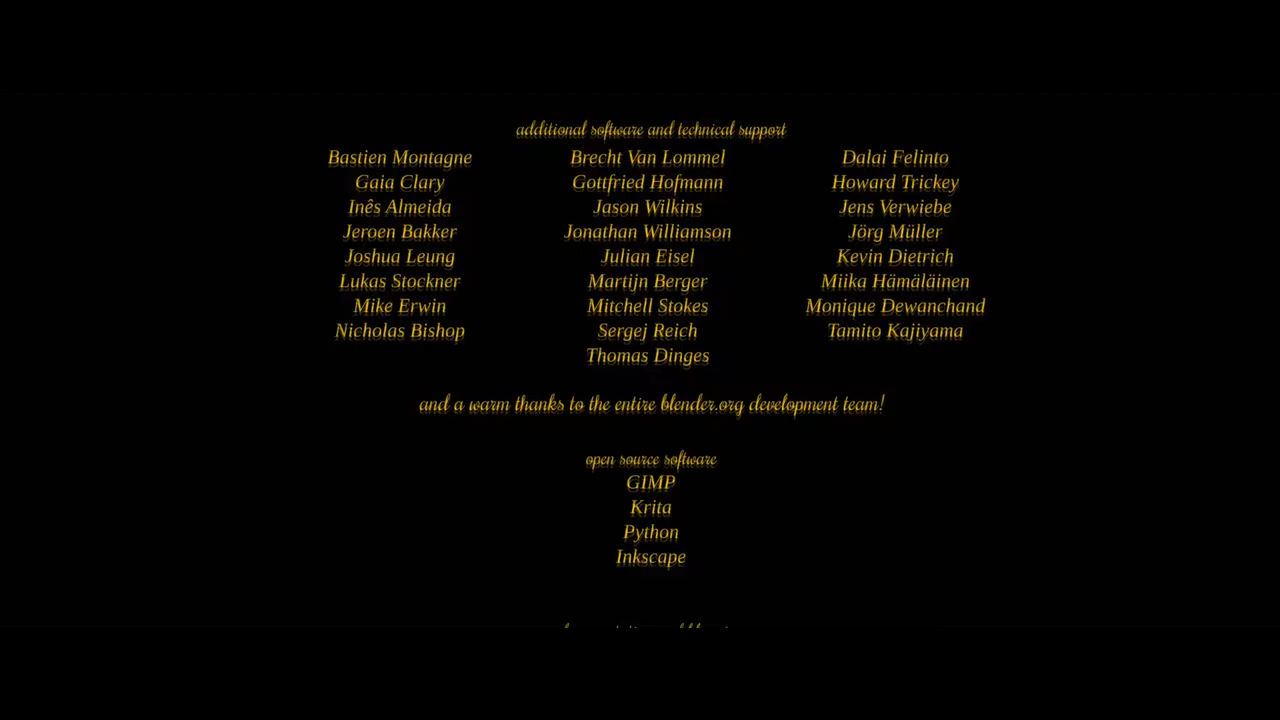 additional software and technical support
Bastien Montagne Brecht Van Lommel Dalai Felinto
Gaia Clary Gottfried Hofmann Howard Trickey
Inês Almeida Jason Wilkins Jens Verwiebe
Jeroen Bakker Jonathan Williamson Jörg Müller
Joshua Leung Julian Eisel Kevin Dietrich
Lukas Stockner Martijn Berger Miika Hämäläinen
Mike Erwin Mitchell Stokes Monique Dewanchand
Nicholas Bishop Sergej Reich Tamito Kajiyama
Thomas Dinges
and a warm thanks to the entire blender.org development team!
open source software
GIMP
Krita
Python
Inkscape